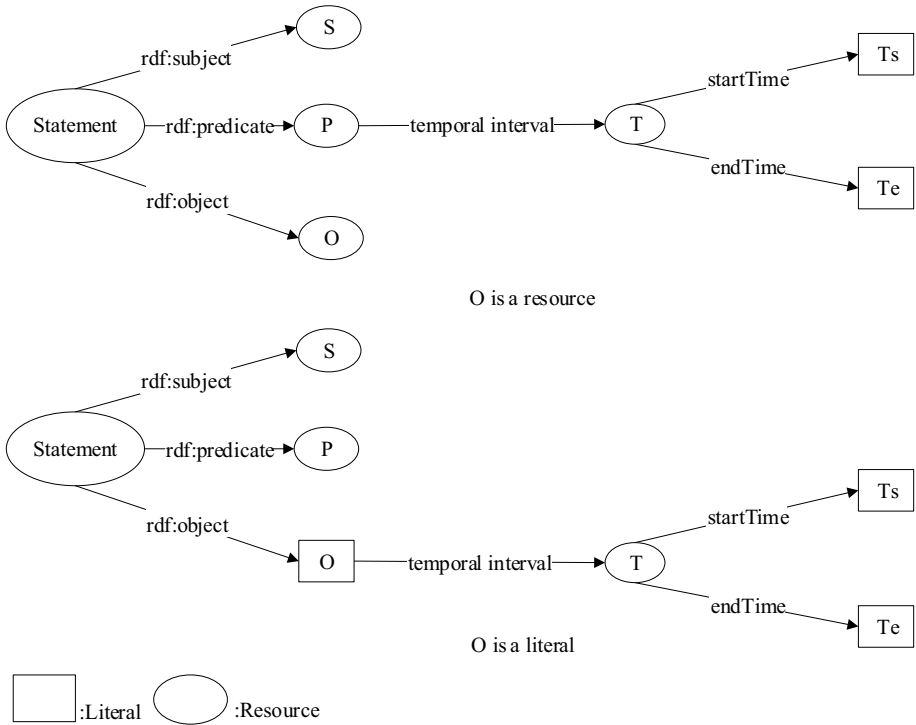 S
rdf:subject
Ts
startTime
Statement
rdf:predicate
P
temporal interval
T
endTime
Te
rdf:object
O
O is a resource
S
rdf:subject
Statement
rdf:predicate
P
Ts
startTime
rdf:object
O
temporal interval
T
endTime
Te
O is a literal
:Literal
:Resource